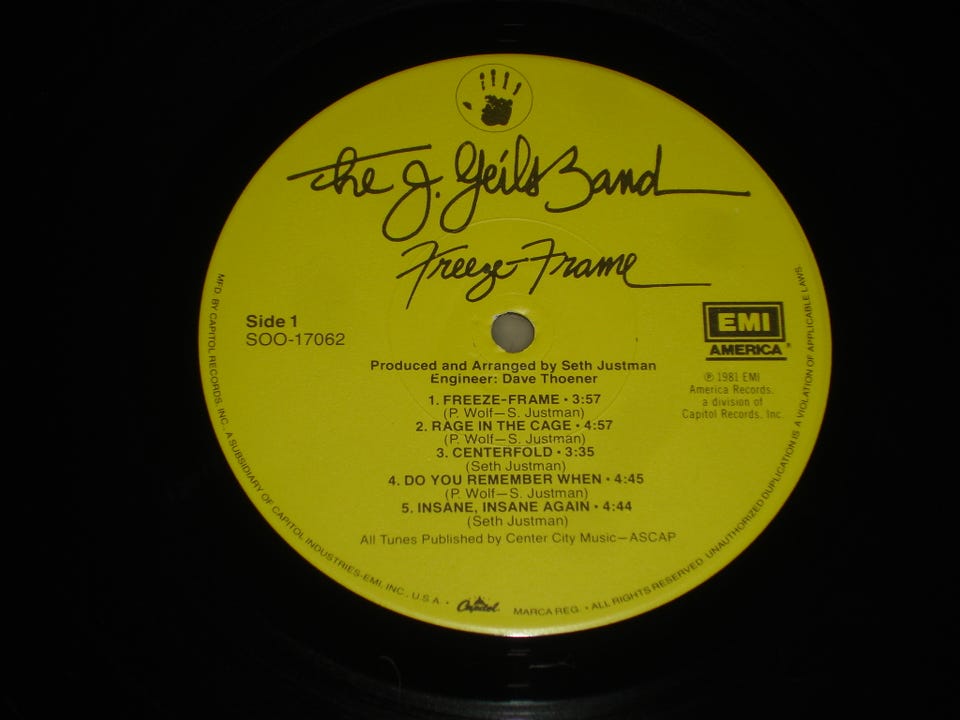 The J. Geils Band
Freeze-Frame
Side 1
SOO-17062
EMI
AMERICA®
Ⓟ 1981 EMI
America Records,
a division of
Capitol Records, Inc.
Produced and Arranged by Seth Justman
Engineer: Dave Thoener
1. FREEZE-FRAME • 3:57
(P. Wolf—S. Justman)
2. RAGE IN THE CAGE • 4:57
(P. Wolf—S. Justman)
3. CENTERFOLD • 3:35
(Seth Justman)
4. DO YOU REMEMBER WHEN • 4:45
(P. Wolf—S. Justman)
5. INSANE, INSANE AGAIN • 4:44
(Seth Justman)
All Tunes Published by Center City Music—ASCAP
MFD. BY CAPITOL RECORDS, INC., A SUBSIDIARY OF CAPITOL INDUSTRIES-EMI, INC., U.S.A. • Capitol MARCA REG. • ALL RIGHTS RESERVED. UNAUTHORIZED DUPLICATION IS A VIOLATION OF APPLICABLE LAWS.